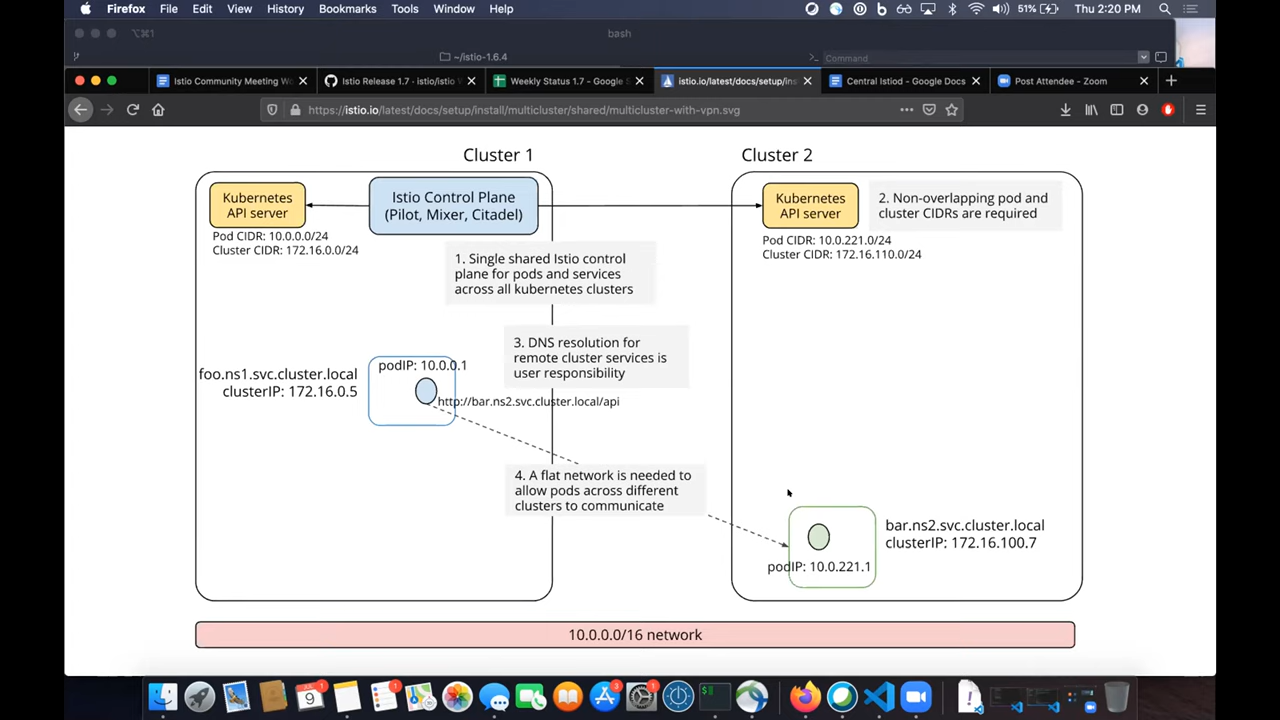 Firefox File Edit View History Bookmarks Tools Window Help
51% Thu 2:20 PM
⌥⌘1
bash
~/istio-1.6.4
Command
Istio Community Meeting Wo
Istio Release 1.7 · istio/istio W
Weekly Status 1.7 - Google S
istio.io/latest/docs/setup/ins
Central Istiod - Google Docs
Post Attendee - Zoom
https://istio.io/latest/docs/setup/install/multicluster/shared/multicluster-with-vpn.svg
Cluster 1
Cluster 2
Kubernetes
API server
Istio Control Plane
(Pilot, Mixer, Citadel)
Kubernetes
API server
2. Non-overlapping pod and
cluster CIDRs are required
Pod CIDR: 10.0.0.0/24
Cluster CIDR: 172.16.0.0/24
Pod CIDR: 10.0.221.0/24
Cluster CIDR: 172.16.110.0/24
1. Single shared Istio control
plane for pods and services
across all kubernetes clusters
3. DNS resolution for
remote cluster services is
user responsibility
foo.ns1.svc.cluster.local
clusterIP: 172.16.0.5
podIP: 10.0.0.1
http://bar.ns2.svc.cluster.local/api
4. A flat network is needed to
allow pods across different
clusters to communicate
bar.ns2.svc.cluster.local
clusterIP: 172.16.100.7
podIP: 10.0.221.1
10.0.0.0/16 network